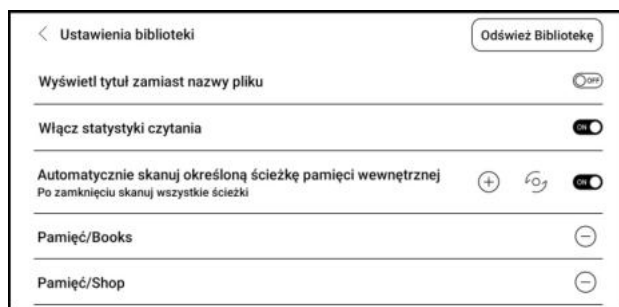 Ustawienia biblioteki
Odśwież Bibliotekę
Wyświetl tytuł zamiast nazwy pliku
OFF
Włącz statystyki czytania
ON
Automatycznie skanuj określoną ścieżkę pamięci wewnętrznej
ON
Po zamknięciu skanuj wszystkie ścieżki
Pamięć/Books
Pamięć/Shop